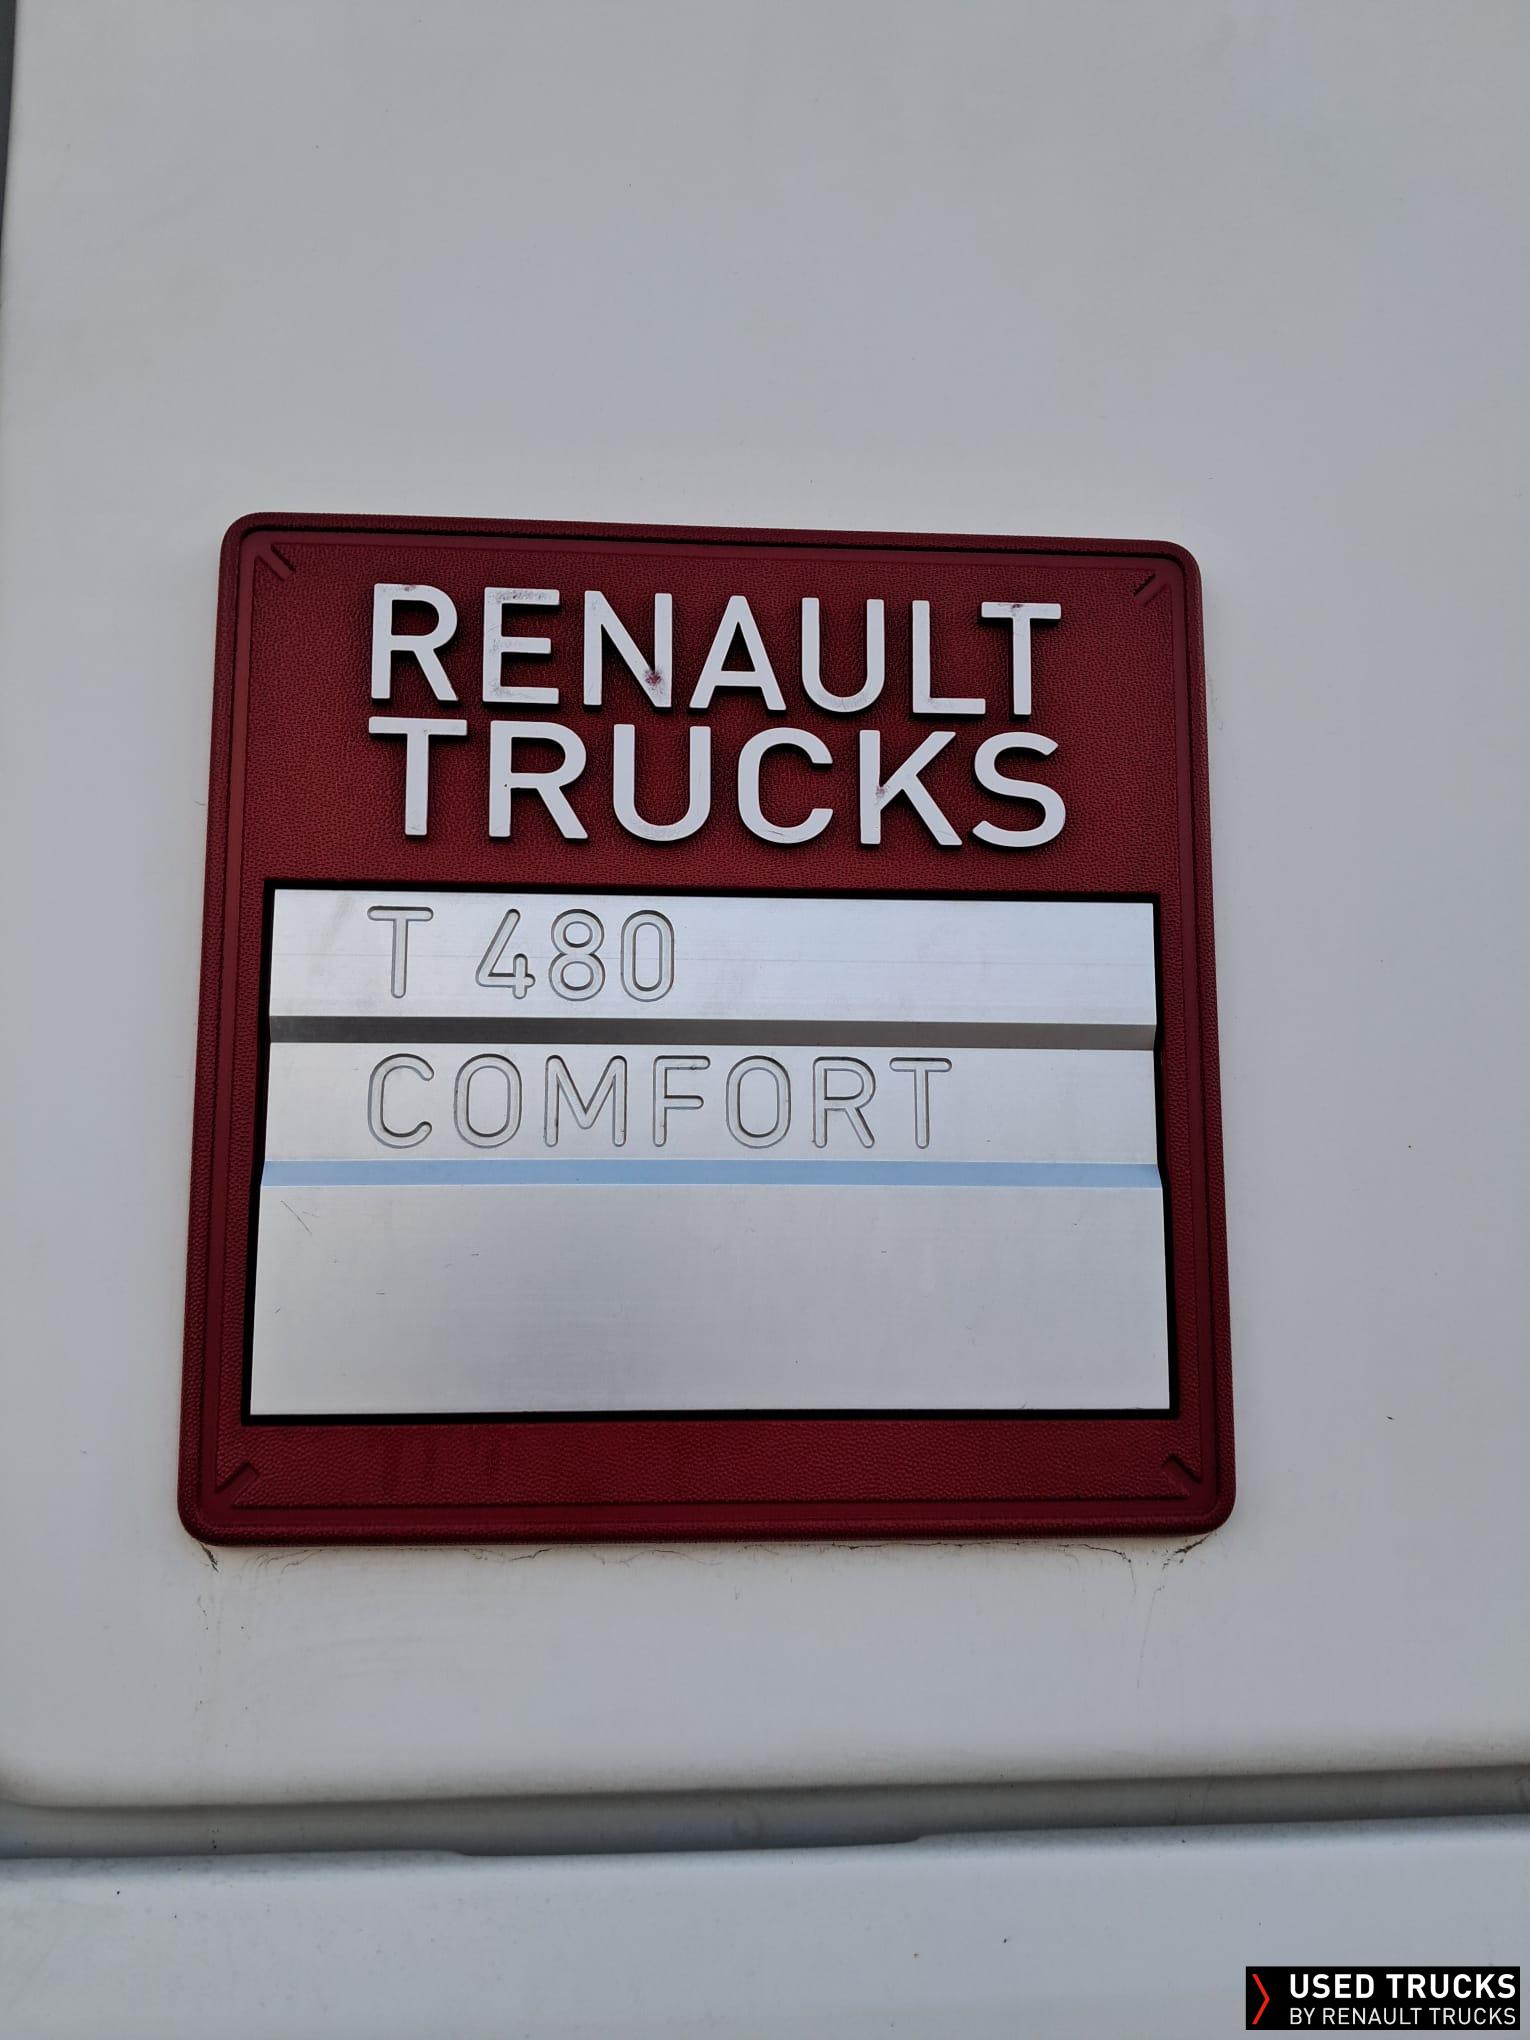 RENAULT
TRUCKS
T 480
COMFORT
USED TRUCKS
BY RENAULT TRUCKS